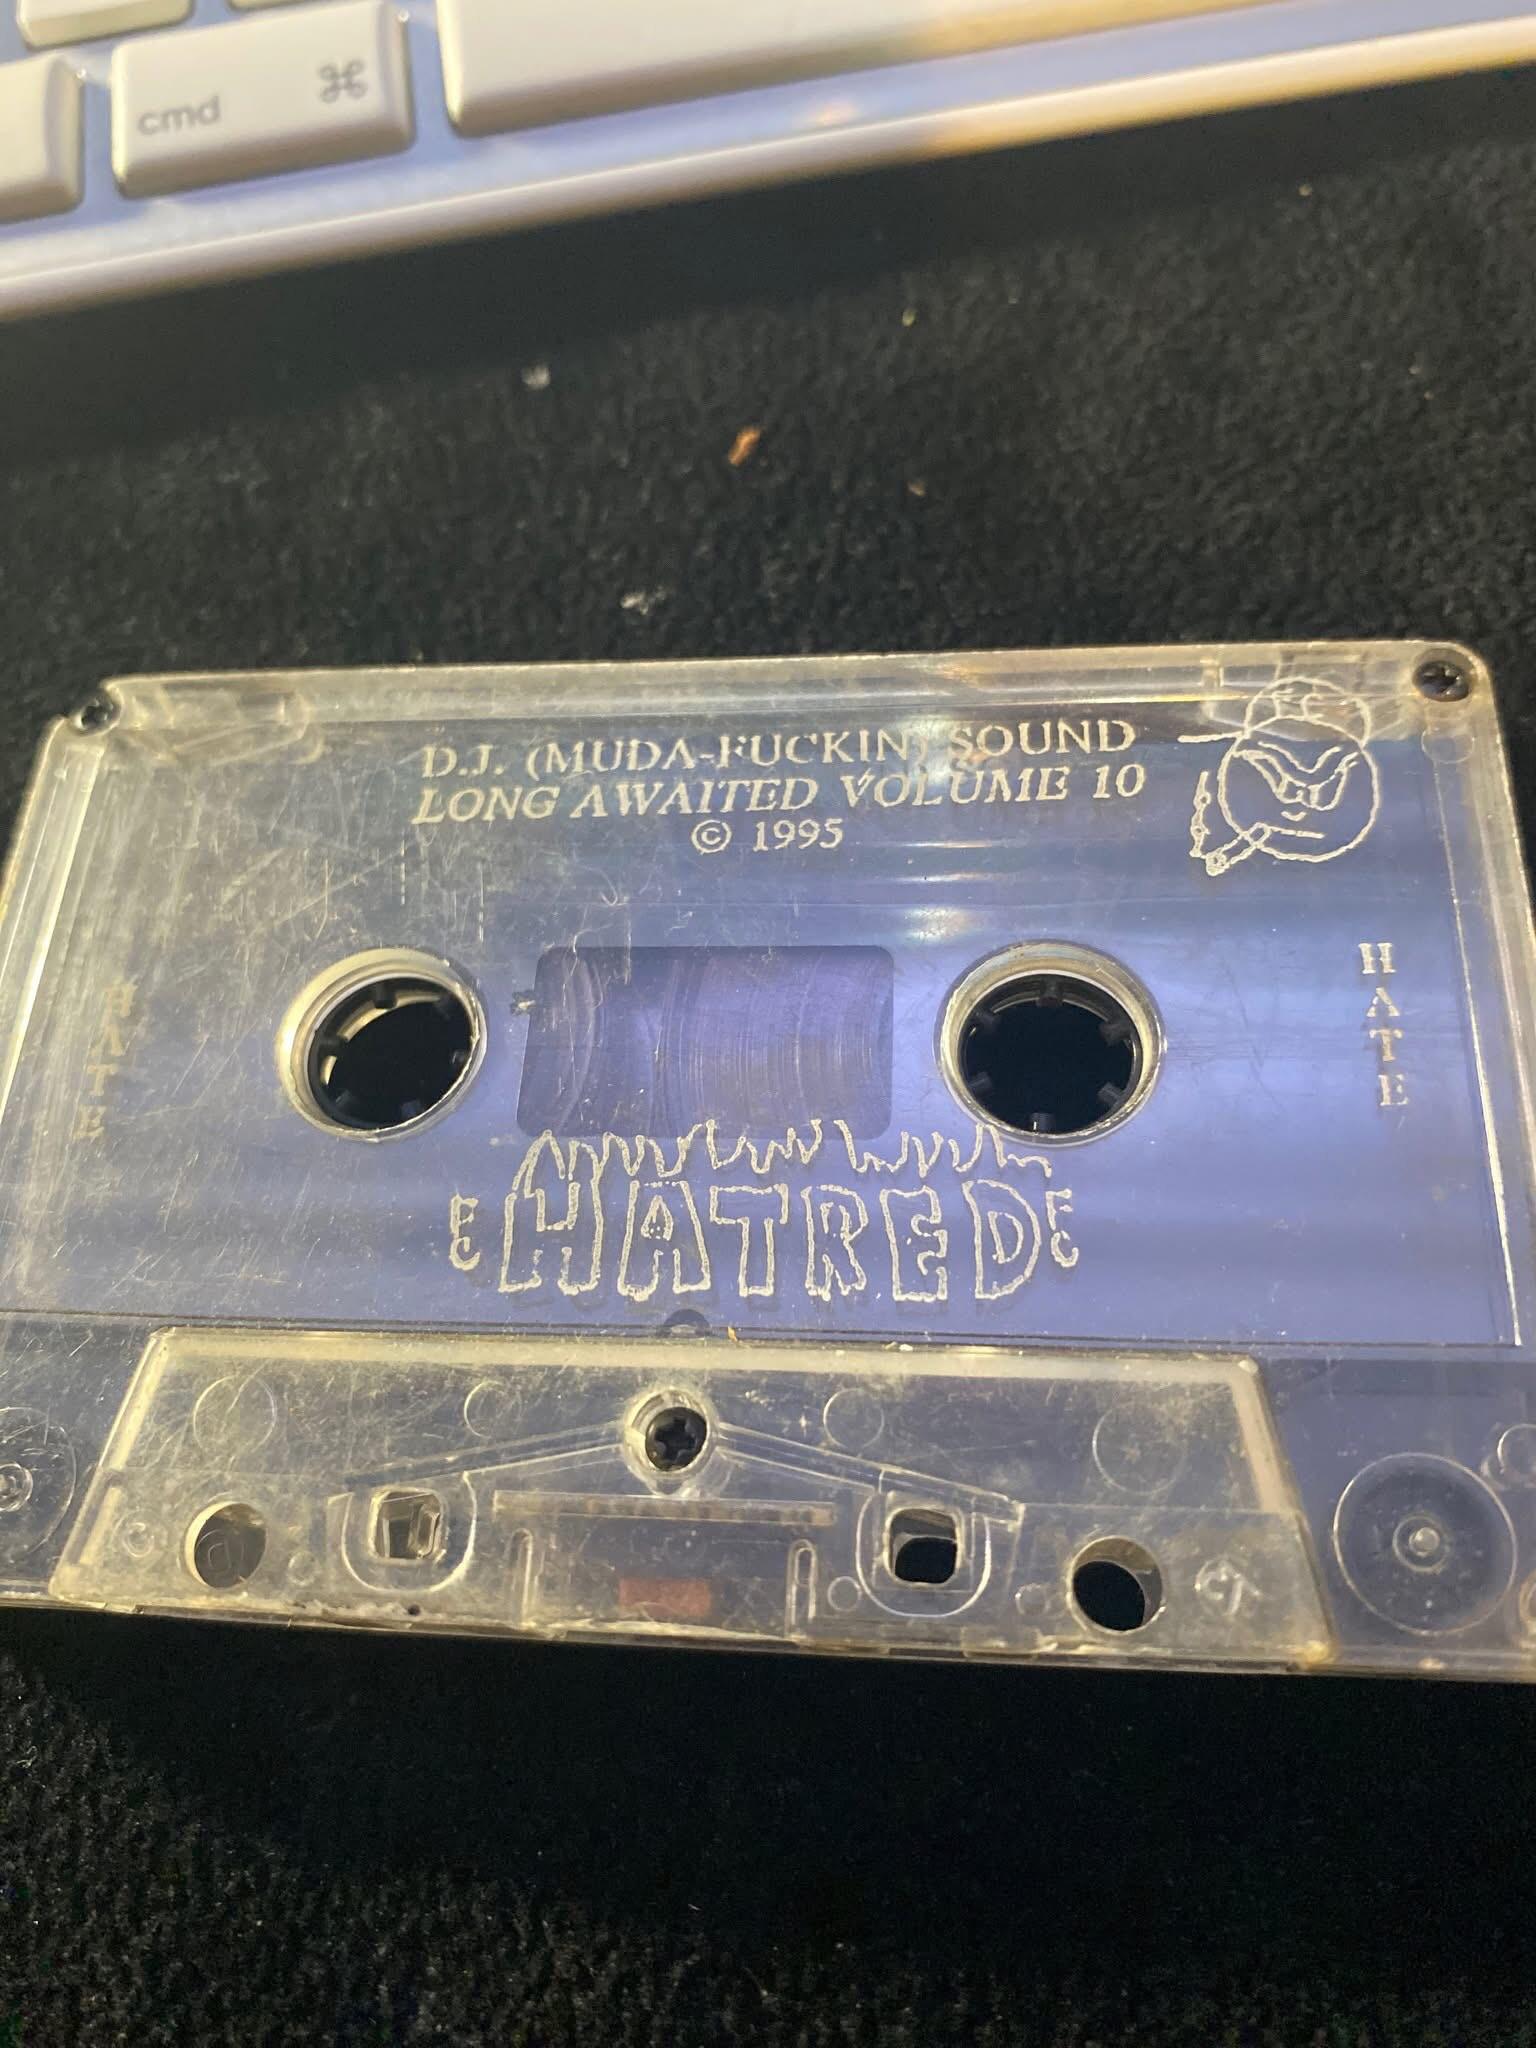 cmd ⌘
D.J. (MUDA-FUCKIN) SOUND
LONG AWAITED VOLUME 10
© 1995
HATE
HATE
HATRED